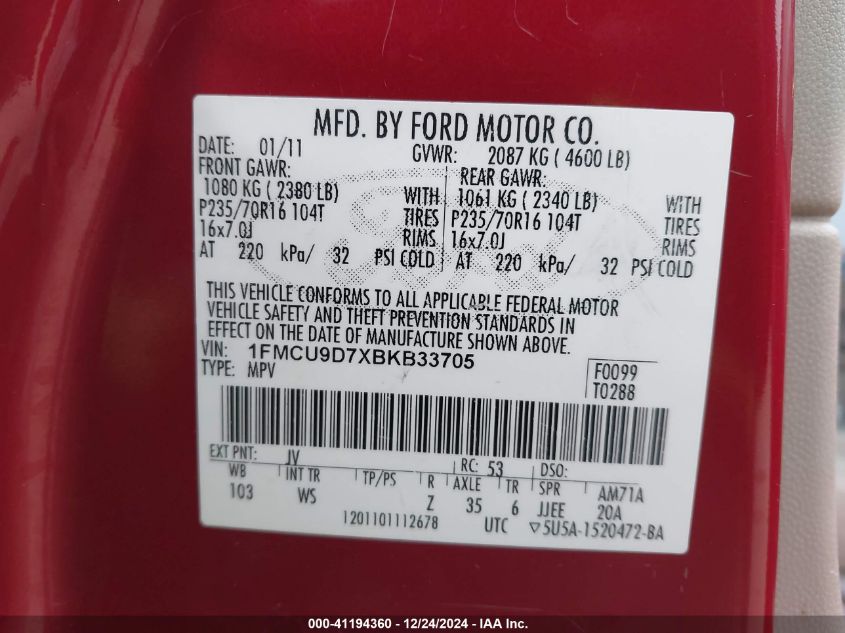 MFD. BY FORD MOTOR CO.
DATE: 01/11 GVWR: 2087 KG ( 4600 LB)
FRONT GAWR: REAR GAWR:
1080 KG ( 2380 LB) WITH 1061 KG ( 2340 LB) WITH
P235/70R16 104T TIRES P235/70R16 104T TIRES
16x7.0J RIMS 16x7.0J RIMS
AT 220 kPa/ 32 PSI COLD AT 220 kPa/ 32 PSI COLD
THIS VEHICLE CONFORMS TO ALL APPLICABLE FEDERAL MOTOR
VEHICLE SAFETY AND THEFT PREVENTION STANDARDS IN
EFFECT ON THE DATE OF MANUFACTURE SHOWN ABOVE.
VIN: 1FMCU9D7XBKB33705 F0099
TYPE: MPV T0288
EXT PNT: JV RC: 53 DSO:
WB INT TR TP/PS R AXLE TR SPR AM71A
103 WS Z 35 6 JJEE 20A
1201101112678 UTC ▽5U5A-1520472-BA
000-41194360 - 12/24/2024 - IAA Inc.